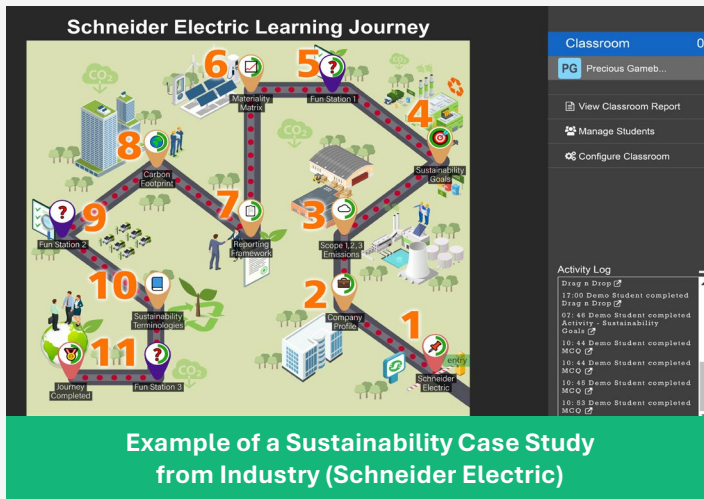 Schneider Electric Learning Journey
Classroom 0
PG Precious Gameb...
View Classroom Report
Manage Students
Configure Classroom
Activity Log
Drag n Drop
17:00 Demo Student completed
Drag n Drop
07:46 Demo Student completed
Activity - Sustainability
Goals
10:44 Demo Student completed
MCQ
10:44 Demo Student completed
MCQ
10:45 Demo Student completed
MCQ
10:53 Demo Student completed
MCQ
CO2
6
Materiality
Matrix
5
?
Fun Station 1
4
Sustainability
Goals
CO2
8
Carbon
Footprint
CO2
9
?
Fun Station 2
7
Reporting
Framework
3
Scope 1,2,3
Emissions
10
Sustainability
Terminologies
2
Company
Profile
1
entry
Schneider
Electric
11
Journey
Completed
?
Fun Station 3
CO2
Example of a Sustainability Case Study
from Industry (Schneider Electric)